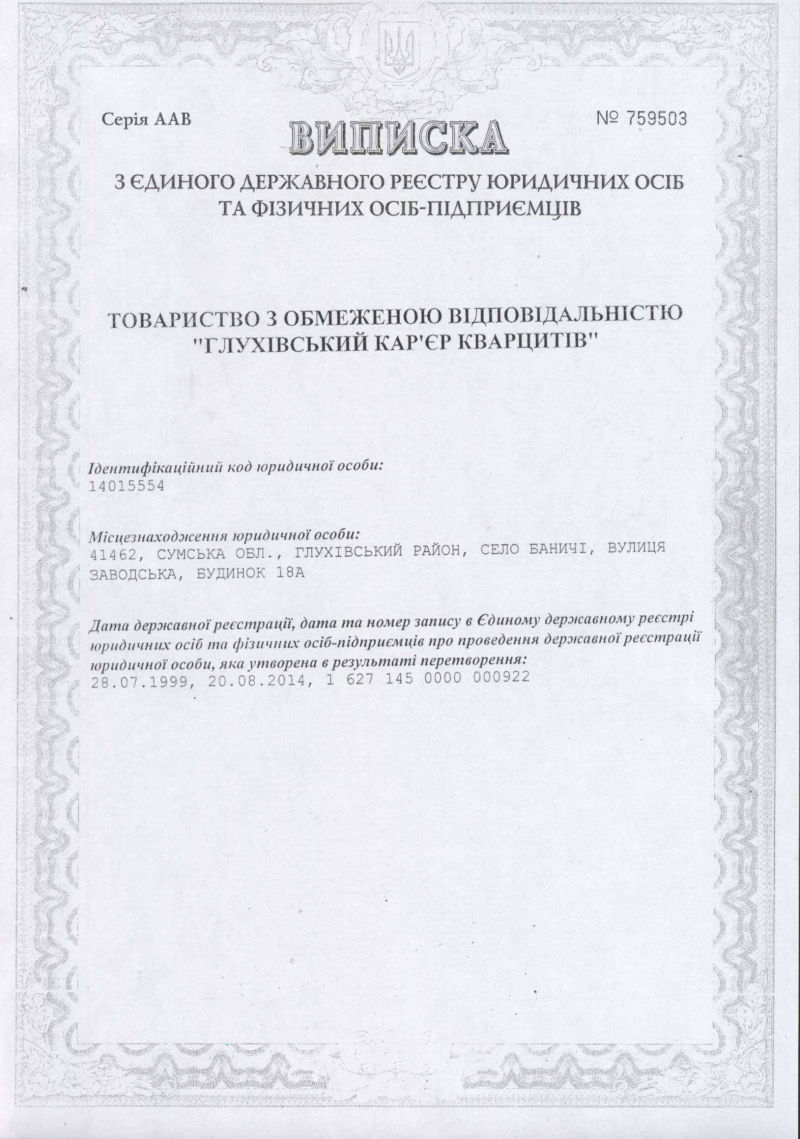 Серія ААВ
№ 759503
ВИПИСКА
З ЄДИНОГО ДЕРЖАВНОГО РЕЄСТРУ ЮРИДИЧНИХ ОСІБ
ТА ФІЗИЧНИХ ОСІБ-ПІДПРИЄМЦІВ
ТОВАРИСТВО З ОБМЕЖЕНОЮ ВІДПОВІДАЛЬНІСТЮ
"ГЛУХІВСЬКИЙ КАР'ЄР КВАРЦИТІВ"
Ідентифікаційний код юридичної особи:
14015554
Місцезнаходження юридичної особи:
41462, СУМСЬКА ОБЛ., ГЛУХІВСЬКИЙ РАЙОН, СЕЛО БАНИЧІ, ВУЛИЦЯ
ЗАВОДСЬКА, БУДИНОК 18А
Дата державної реєстрації, дата та номер запису в Єдиному державному реєстрі
юридичних осіб та фізичних осіб-підприємців про проведення державної реєстрації
юридичної особи, яка утворена в результаті перетворення:
28.07.1999, 20.08.2014, 1 627 145 0000 000922